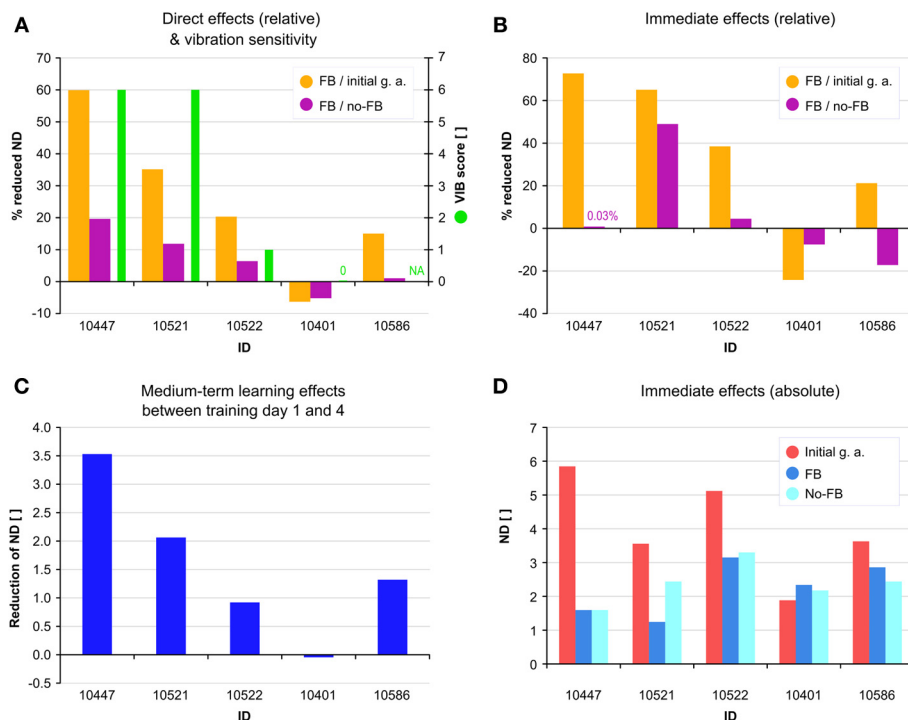 A
Direct effects (relative)
& vibration sensitivity
70
60
50
40
30
20
10
0
-10
% reduced ND
FB / initial g. a.
FB / no-FB
7
6
5
4
3
2
1
0
VIB score [ ]
0
NA
10447 10521 10522 10401 10586
ID
B
Immediate effects (relative)
80
60
40
20
0
-20
-40
% reduced ND
FB / initial g. a.
FB / no-FB
0.03%
10447 10521 10522 10401 10586
ID
C
Medium-term learning effects
between training day 1 and 4
4.0
3.5
3.0
2.5
2.0
1.5
1.0
0.5
0.0
-0.5
Reduction of ND [ ]
10447 10521 10522 10401 10586
ID
D
Immediate effects (absolute)
7
6
5
4
3
2
1
0
ND [ ]
Initial g. a.
FB
No-FB
10447 10521 10522 10401 10586
ID